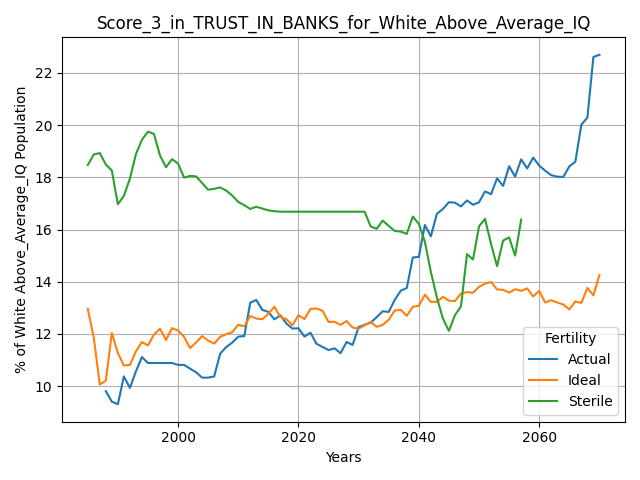 Score_3_in_TRUST_IN_BANKS_for_White_Above_Average_IQ
% of White Above_Average_IQ Population
22
20
18
16
14
12
10
2000
2020
2040
2060
Years
Fertility
Actual
Ideal
Sterile